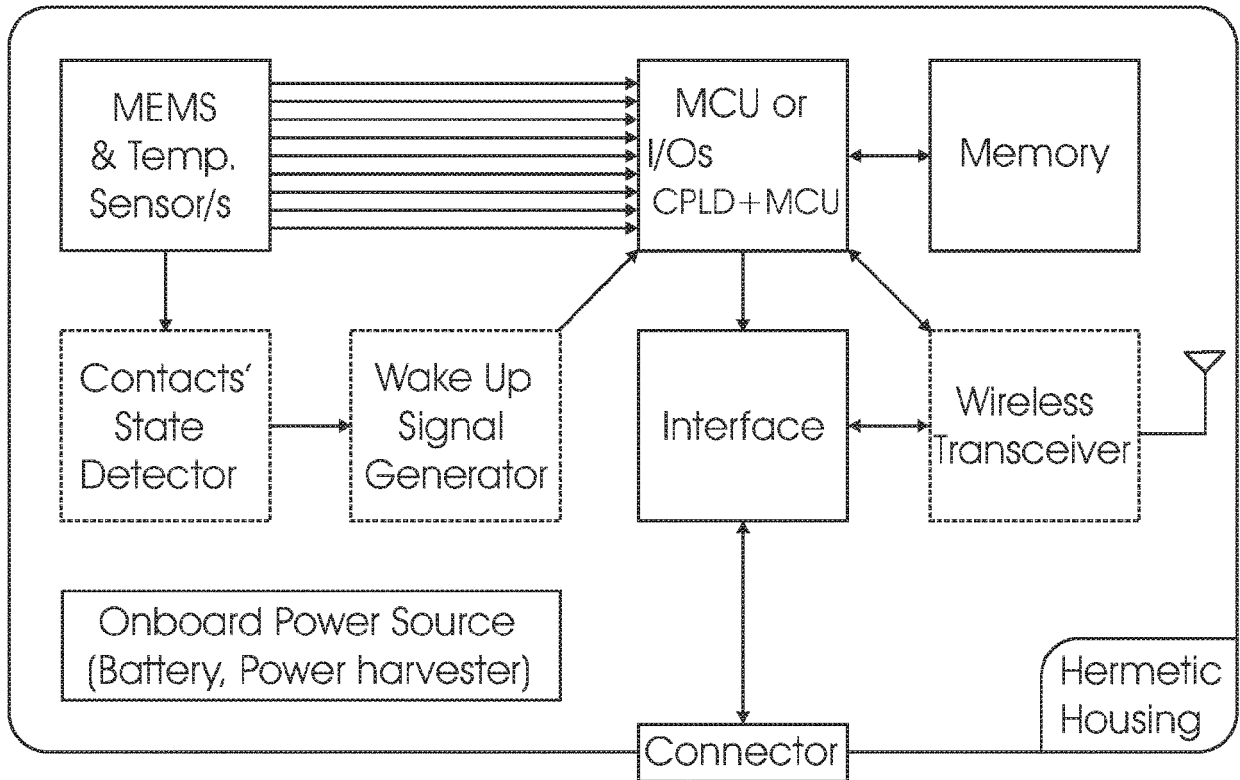 MEMS
& Temp.
Sensor/s
MCU or
I/Os
CPLD+MCU
Memory
Contacts'
State
Detector
Wake Up
Signal
Generator
Interface
Wireless
Transceiver
Onboard Power Source
(Battery, Power harvester)
Hermetic
Housing
Connector